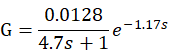 G = 0.0128 / (4.7s + 1) e^{-1.17s}